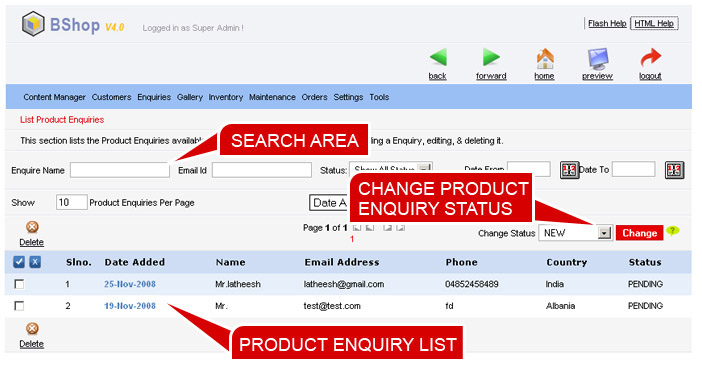 BShop V4.0
Logged in as Super Admin !
Flash Help HTML Help
back forward home preview logout
Content Manager Customers Enquiries Gallery Inventory Maintenance Orders Settings Tools
List Product Enquiries
This section lists the Product Enquiries availab
ing a Enquiry, editing, & deleting it.
SEARCH AREA
Enquire Name Email Id Status: Show All Status Date From Date To
CHANGE PRODUCT
ENQUIRY STATUS
Show 10 Product Enquiries Per Page Date A
Delete
Page 1 of 1
1
Change Status NEW Change ?
Slno. Date Added Name Email Address Phone Country Status
1 25-Nov-2008 Mr.latheesh latheesh@gmail.com 04852458489 India PENDING
2 19-Nov-2008 Mr. test@test.com fd Albania PENDING
Delete
PRODUCT ENQUIRY LIST